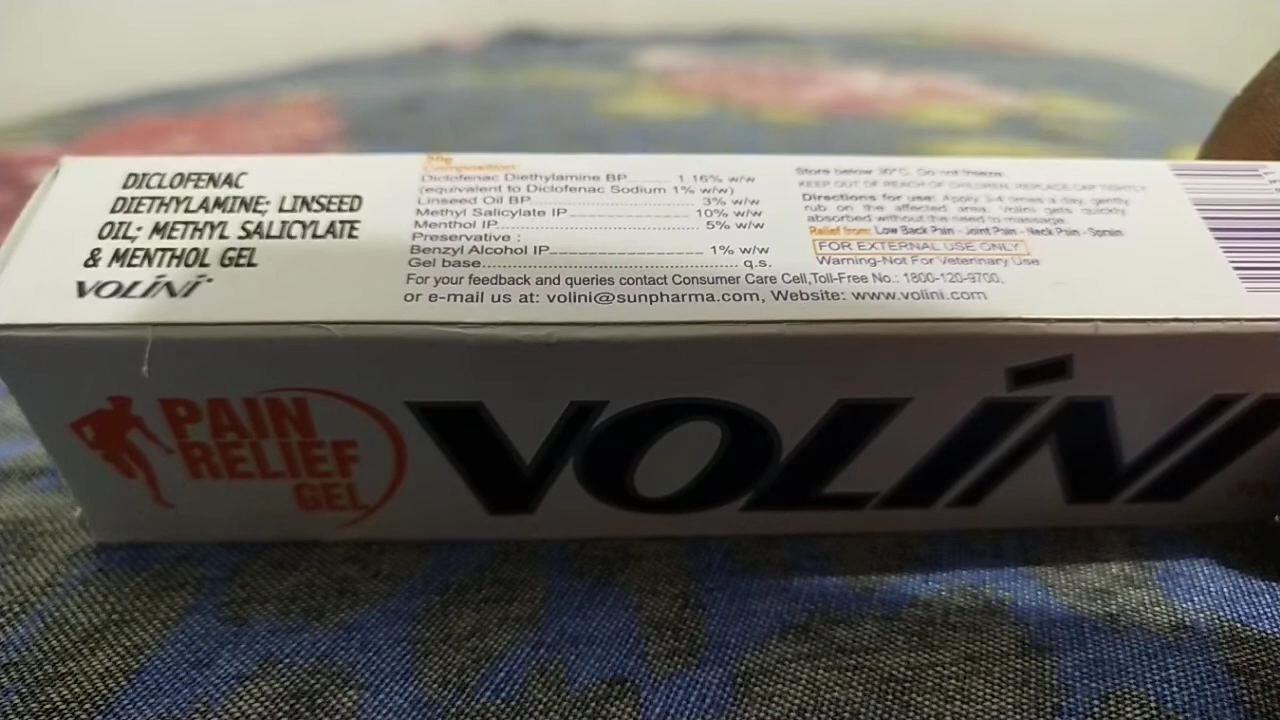 DICLOFENAC
DIETHYLAMINE; LINSEED
OIL; METHYL SALICYLATE
& MENTHOL GEL
VOLÍNÍ
Composition:
Diclofenac Diethylamine BP 1.16% w/w
(equivalent to Diclofenac Sodium 1% w/w)
Linseed Oil BP 3% w/w
Methyl Salicylate IP 10% w/w
Menthol IP 5% w/w
Preservative :
Benzyl Alcohol IP 1% w/w
Gel base q.s.
For your feedback and queries contact Consumer Care Cell,Toll-Free No.: 1800-120-9700,
or e-mail us at: volini@sunpharma.com, Website: www.volini.com
Store below 30°C. Do not freeze.
KEEP OUT OF REACH OF CHILDREN. REPLACE CAP TIGHTLY
Directions for use: Apply 3-4 times a day, gently
rub on the affected area. Volini gets quickly
absorbed without the need to massage.
Relief from: Low Back Pain - Joint Pain - Neck Pain - Sprain
FOR EXTERNAL USE ONLY
Warning-Not For Veterinary Use
PAIN
RELIEF
GEL
VOLÍNI